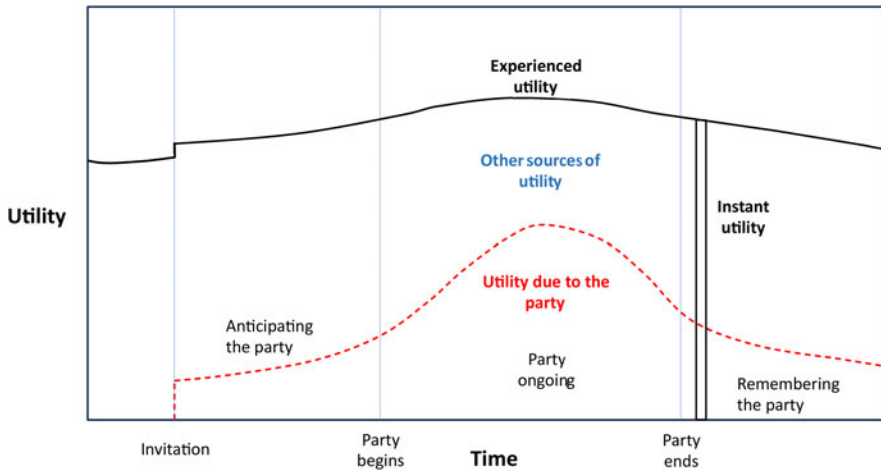 Experienced
utility
Other sources of
utility
Utility
Instant
utility
Utility due to the
party
Anticipating
the party
Party
ongoing
Remembering
the party
Invitation
Party
begins
Time
Party
ends